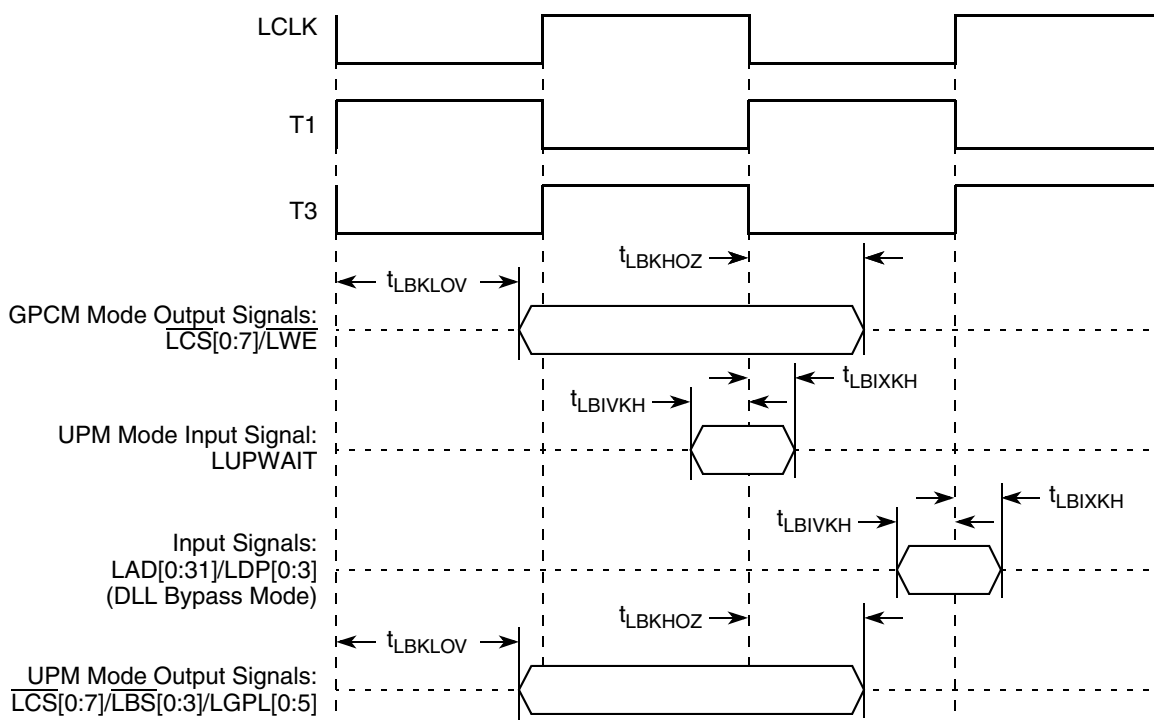 LCLK
T1
T3
tLBKHOZ
tLBKLOV
GPCM Mode Output Signals:
LCS[0:7]/LWE
tLBIXKH
tLBIVKH
UPM Mode Input Signal:
LUPWAIT
tLBIXKH
tLBIVKH
Input Signals:
LAD[0:31]/LDP[0:3]
(DLL Bypass Mode)
tLBKHOZ
tLBKLOV
UPM Mode Output Signals:
LCS[0:7]/LBS[0:3]/LGPL[0:5]